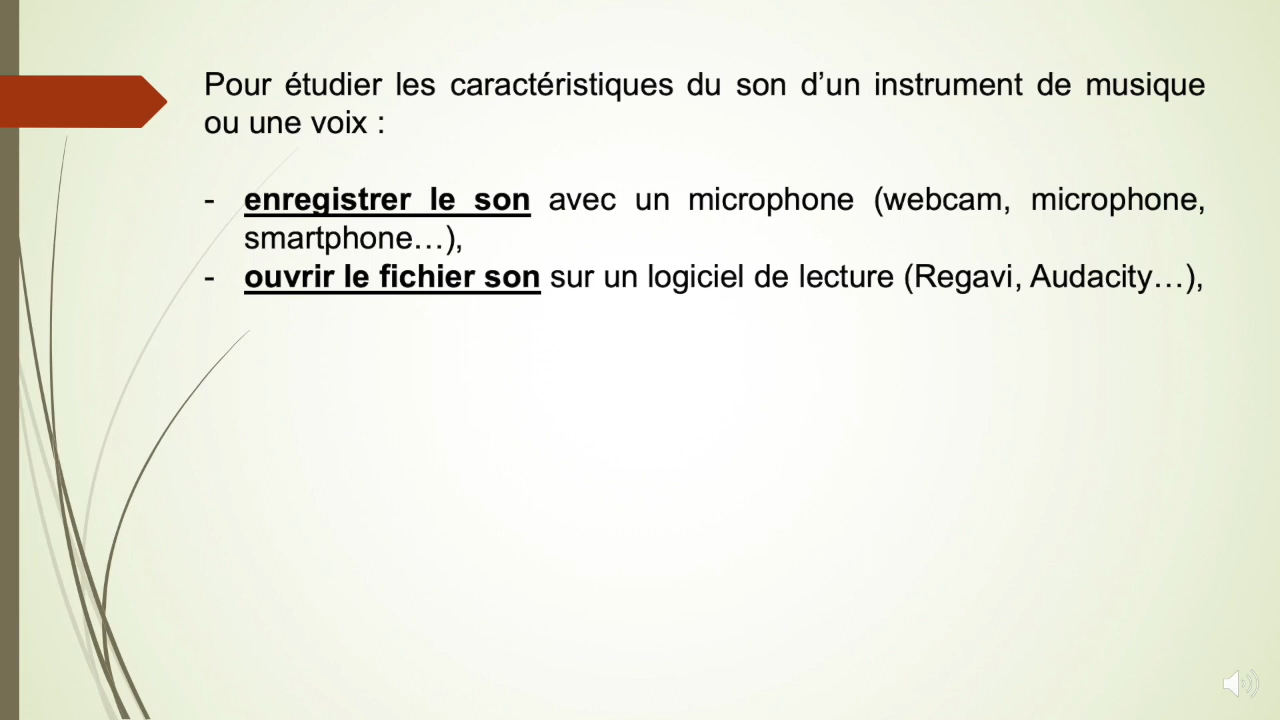 Pour étudier les caractéristiques du son d’un instrument de musique
ou une voix :
- enregistrer le son avec un microphone (webcam, microphone,
smartphone…),
- ouvrir le fichier son sur un logiciel de lecture (Regavi, Audacity…),